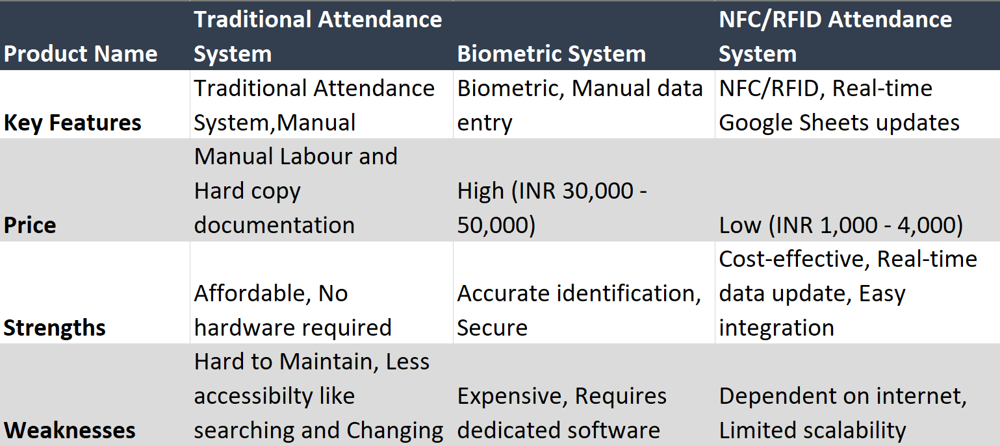 Product Name
Traditional Attendance
System
Biometric System
NFC/RFID Attendance
System
Key Features
Traditional Attendance
System,Manual
Biometric, Manual data
entry
NFC/RFID, Real-time
Google Sheets updates
Price
Manual Labour and
Hard copy
documentation
High (INR 30,000 -
50,000)
Low (INR 1,000 - 4,000)
Strengths
Affordable, No
hardware required
Accurate identification,
Secure
Cost-effective, Real-time
data update, Easy
integration
Weaknesses
Hard to Maintain, Less
accessibilty like
searching and Changing
Expensive, Requires
dedicated software
Dependent on internet,
Limited scalability